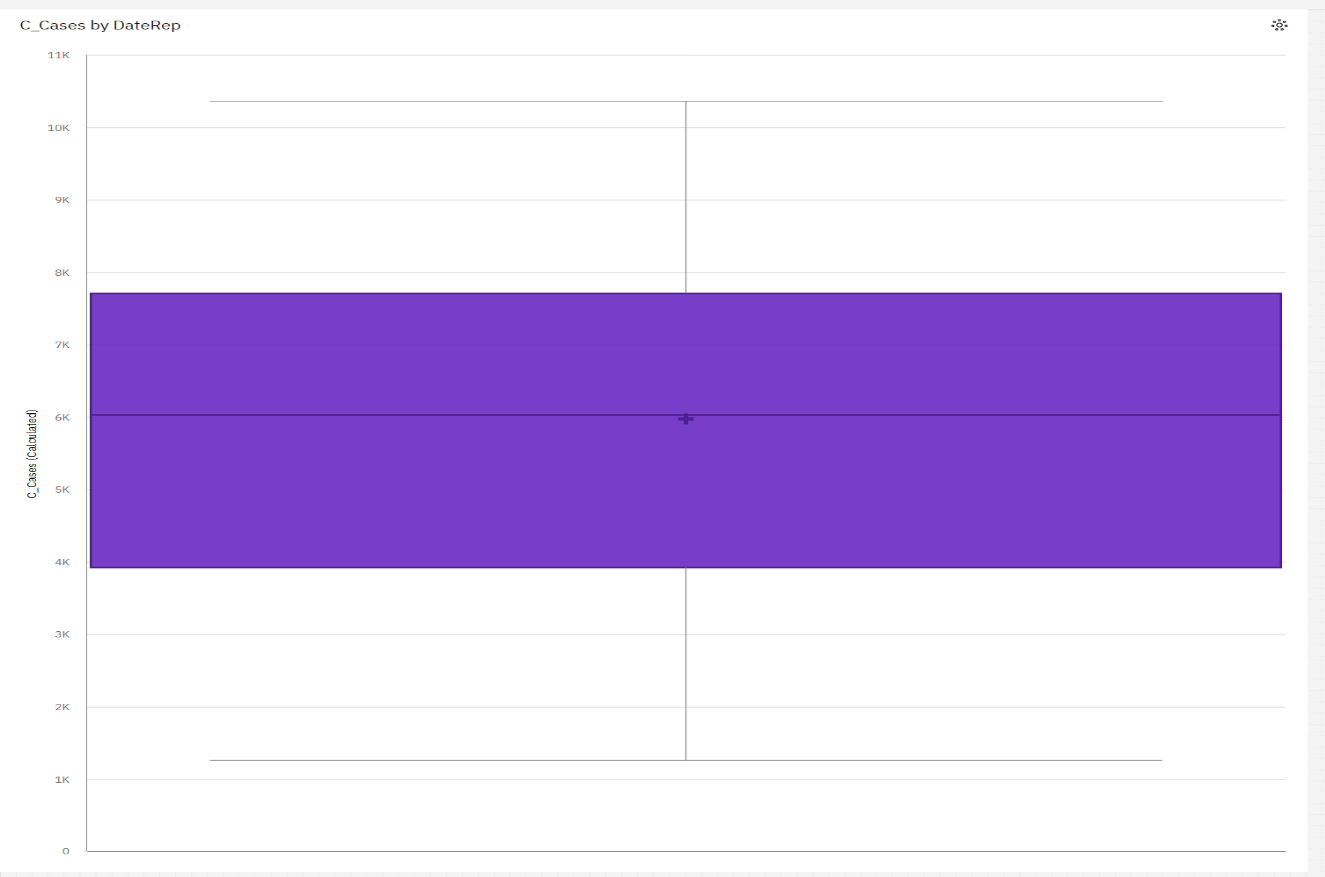 C_Cases by DateRep
11K
10K
9K
8K
7K
6K
5K
4K
3K
2K
1K
0
C_Cases (Calculated)